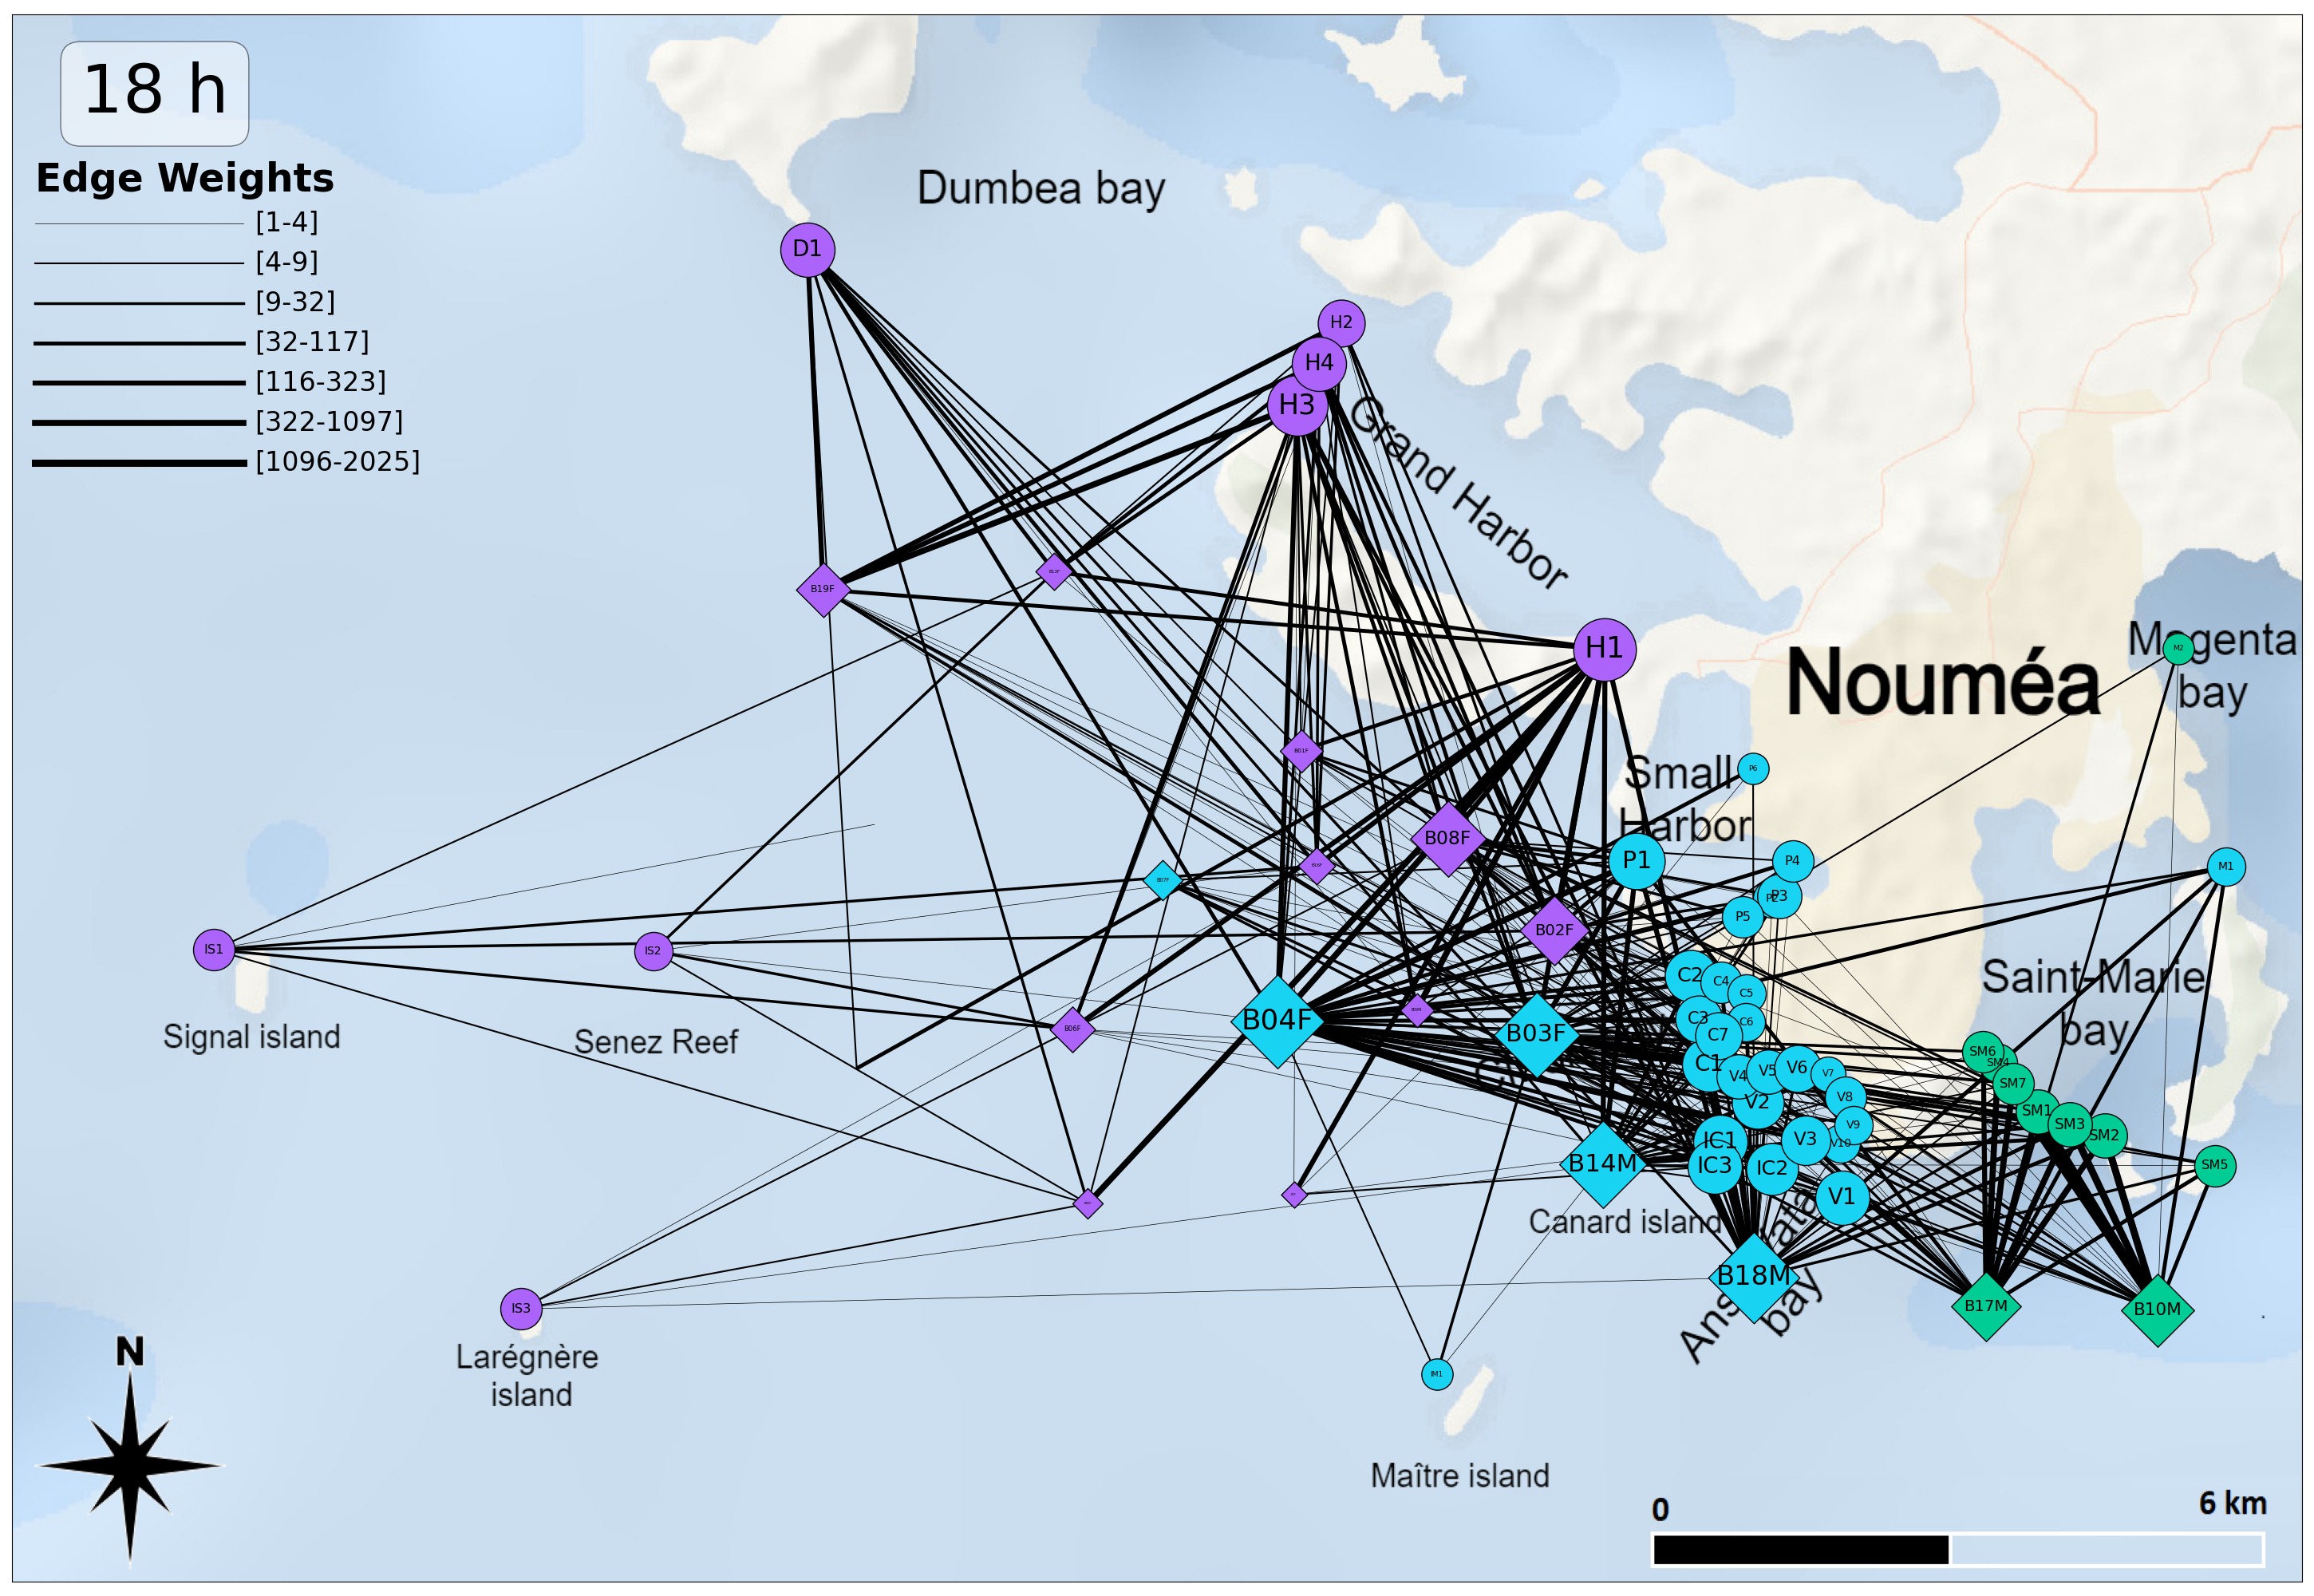 18 h
Edge Weights
[1-4]
[4-9]
[9-32]
[32-117]
[116-323]
[322-1097]
[1096-2025]
Dumbea bay
D1
H2
H4
H3
Grand Harbor
B19F
B13F
H1
Nouméa
Magenta
M2
bay
B01F
Small
P6
Harbor
B08F
P1
P4
M1
B07F
P3
P5
B02F
IS1
IS2
Signal island
Senez Reef
B06F
B04F
B03F
C2
C4
C5
C3
C6
C7
C1
Saint-Marie
bay
V4
V5
V6
V7
V2
V8
V9
V3
V10
IC1
IC3
IC2
V1
SM6
SM4
SM7
SM1
SM3
SM2
SM5
B14M
Canard island
B18M
bay
B17M
B10M
IS3
Larégnère
island
IM1
Maître island
N
0
6 km